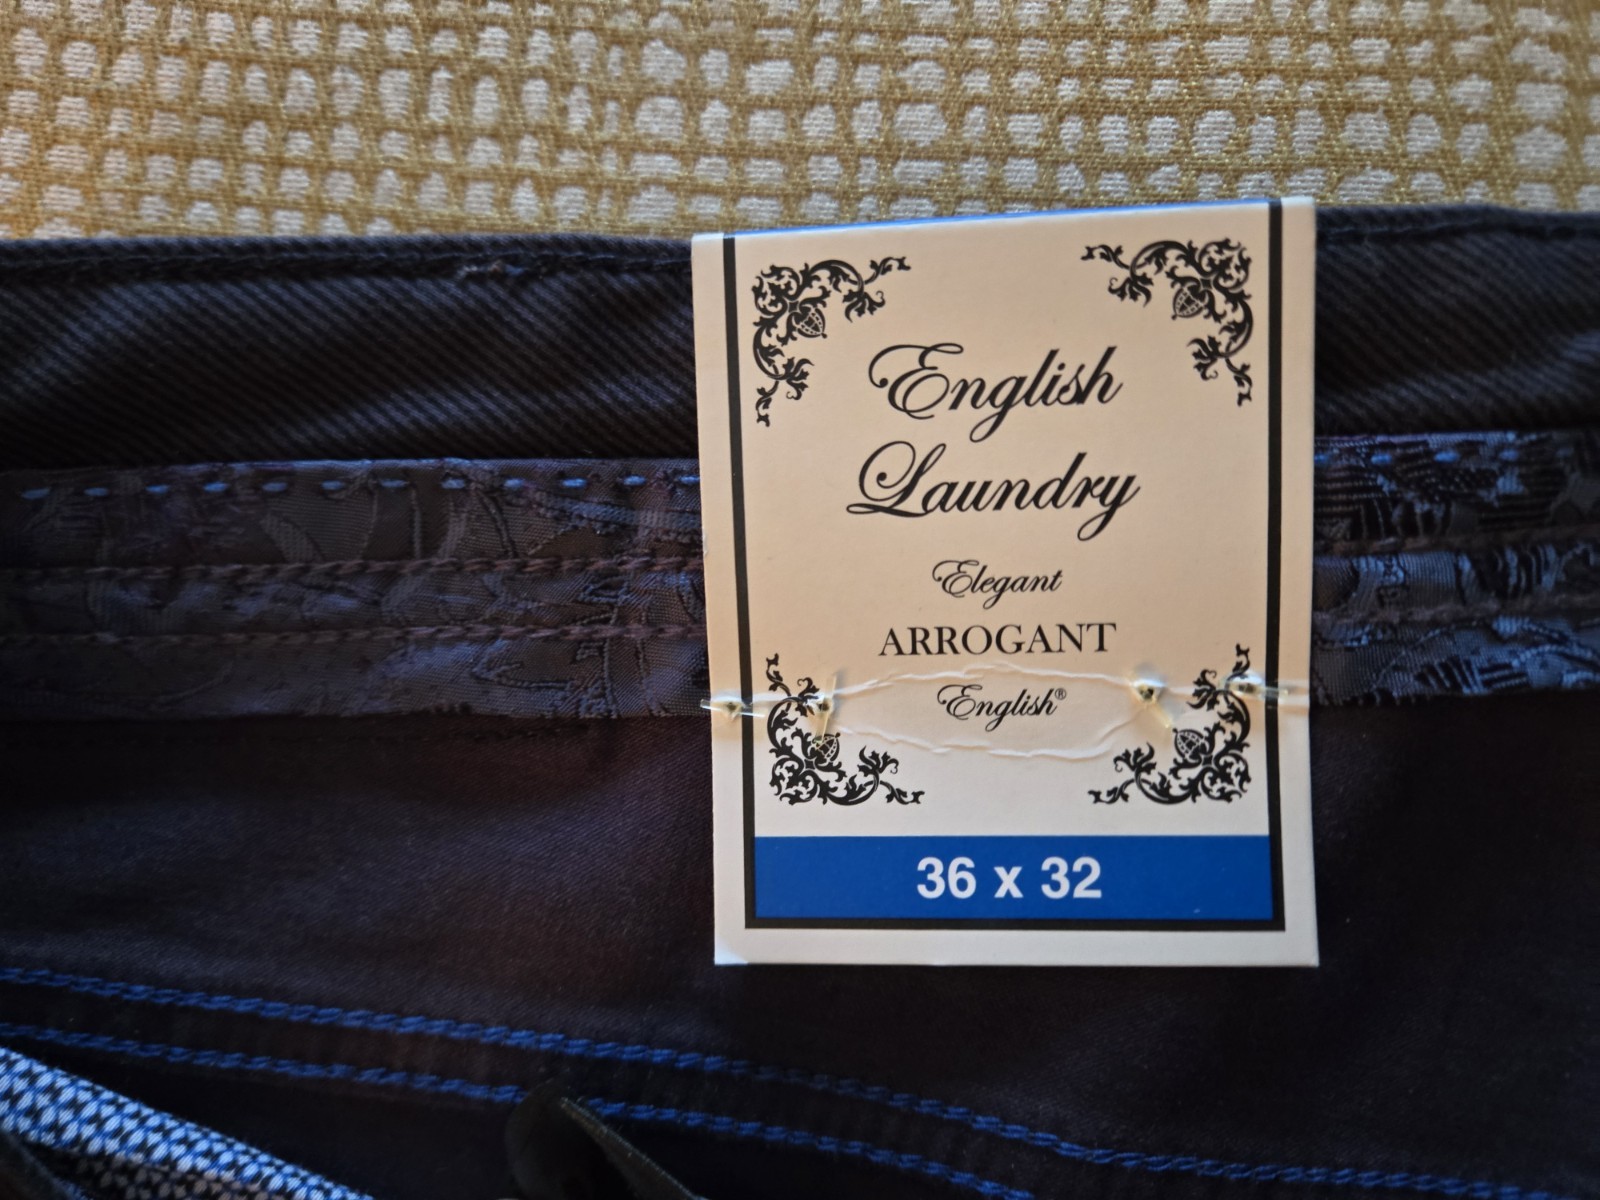 English
Laundry
Elegant
ARROGANT
English®
36 x 32